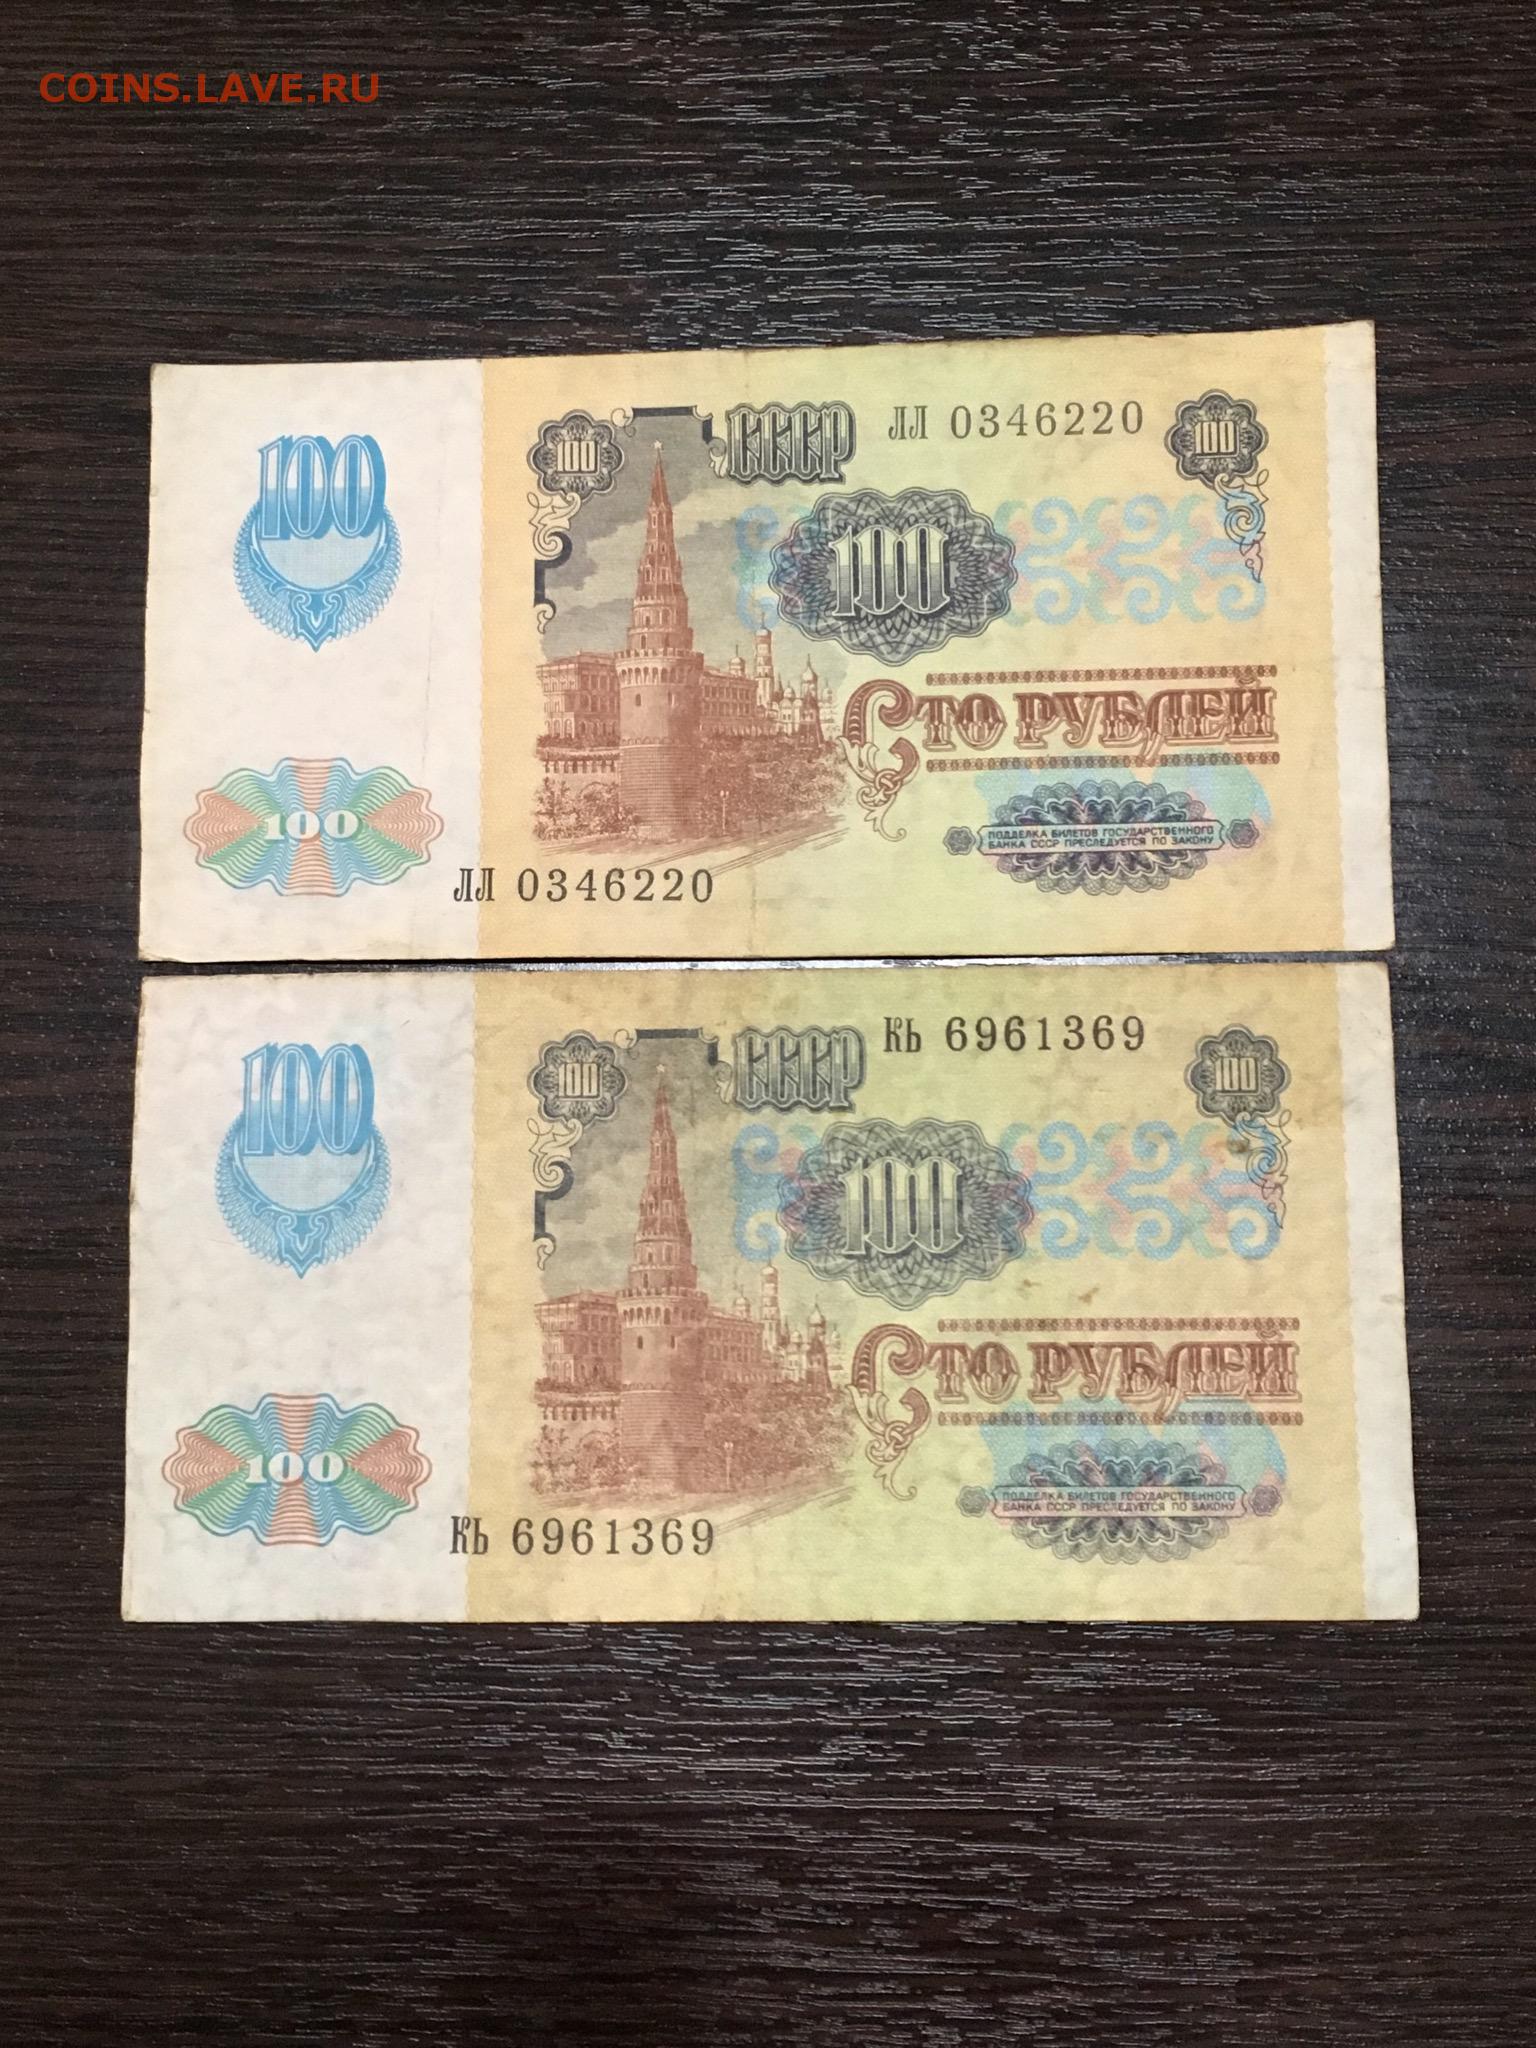 COINS.LAVE.RU
100
100
СССР
ЛЛ 0346220
100
100
СТО РУБЛЕЙ
100
ПОДДЕЛКА БИЛЕТОВ ГОСУДАРСТВЕННОГО
БАНКА СССР ПРЕСЛЕДУЕТСЯ ПО ЗАКОНУ
ЛЛ 0346220
100
100
СССР
КЬ 6961369
100
100
СТО РУБЛЕЙ
100
ПОДДЕЛКА БИЛЕТОВ ГОСУДАРСТВЕННОГО
БАНКА СССР ПРЕСЛЕДУЕТСЯ ПО ЗАКОНУ
КЬ 6961369